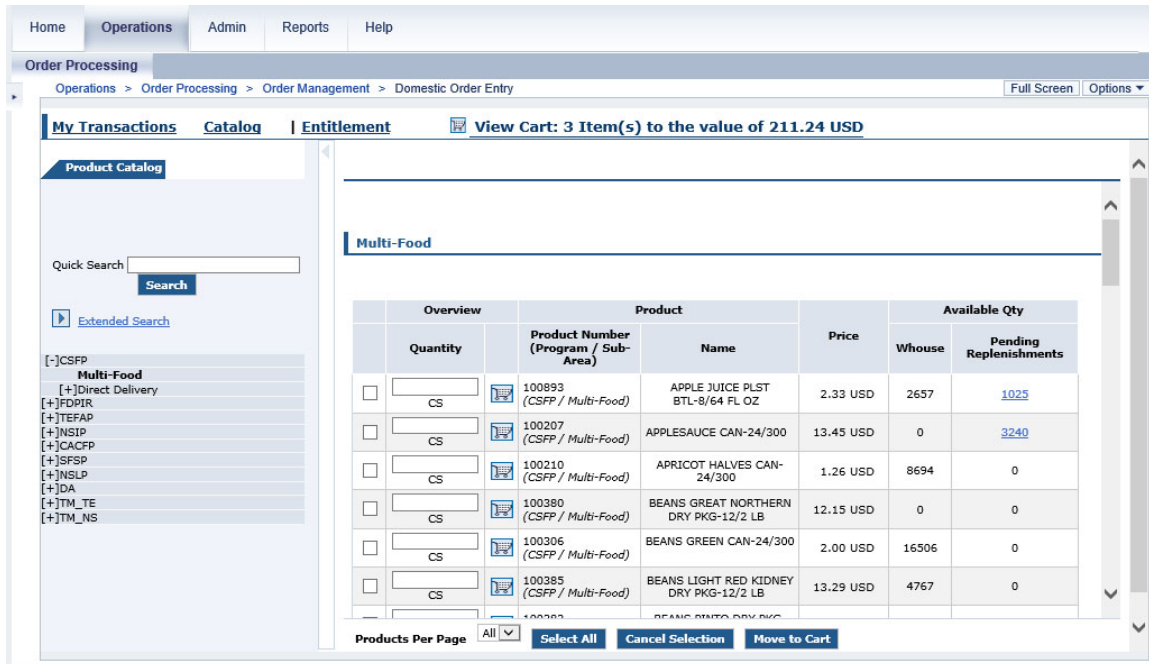 Home Operations Admin Reports Help
Order Processing
Operations > Order Processing > Order Management > Domestic Order Entry
Full Screen Options
My Transactions Catalog | Entitlement View Cart: 3 Item(s) to the value of 211.24 USD
Product Catalog
Quick Search
Search
Extended Search
[-]CSFP
Multi-Food
[+]Direct Delivery
[+]FDPIR
[+]TEFAP
[+]NSIP
[+]CACFP
[+]SFSP
[+]NSLP
[+]DA
[+]TM_TE
[+]TM_NS
Multi-Food
Overview Product Price Available Qty
Quantity Product Number (Program / Sub-Area) Name Whouse Pending Replenishments
CS 100893 (CSFP / Multi-Food) APPLE JUICE PLST BTL-8/64 FL OZ 2.33 USD 2657 1025
CS 100207 (CSFP / Multi-Food) APPLESAUCE CAN-24/300 13.45 USD 0 3240
CS 100210 (CSFP / Multi-Food) APRICOT HALVES CAN-24/300 1.26 USD 8694 0
CS 100380 (CSFP / Multi-Food) BEANS GREAT NORTHERN DRY PKG-12/2 LB 12.15 USD 0 0
CS 100306 (CSFP / Multi-Food) BEANS GREEN CAN-24/300 2.00 USD 16506 0
CS 100385 (CSFP / Multi-Food) BEANS LIGHT RED KIDNEY DRY PKG-12/2 LB 13.29 USD 4767 0
Products Per Page All Select All Cancel Selection Move to Cart